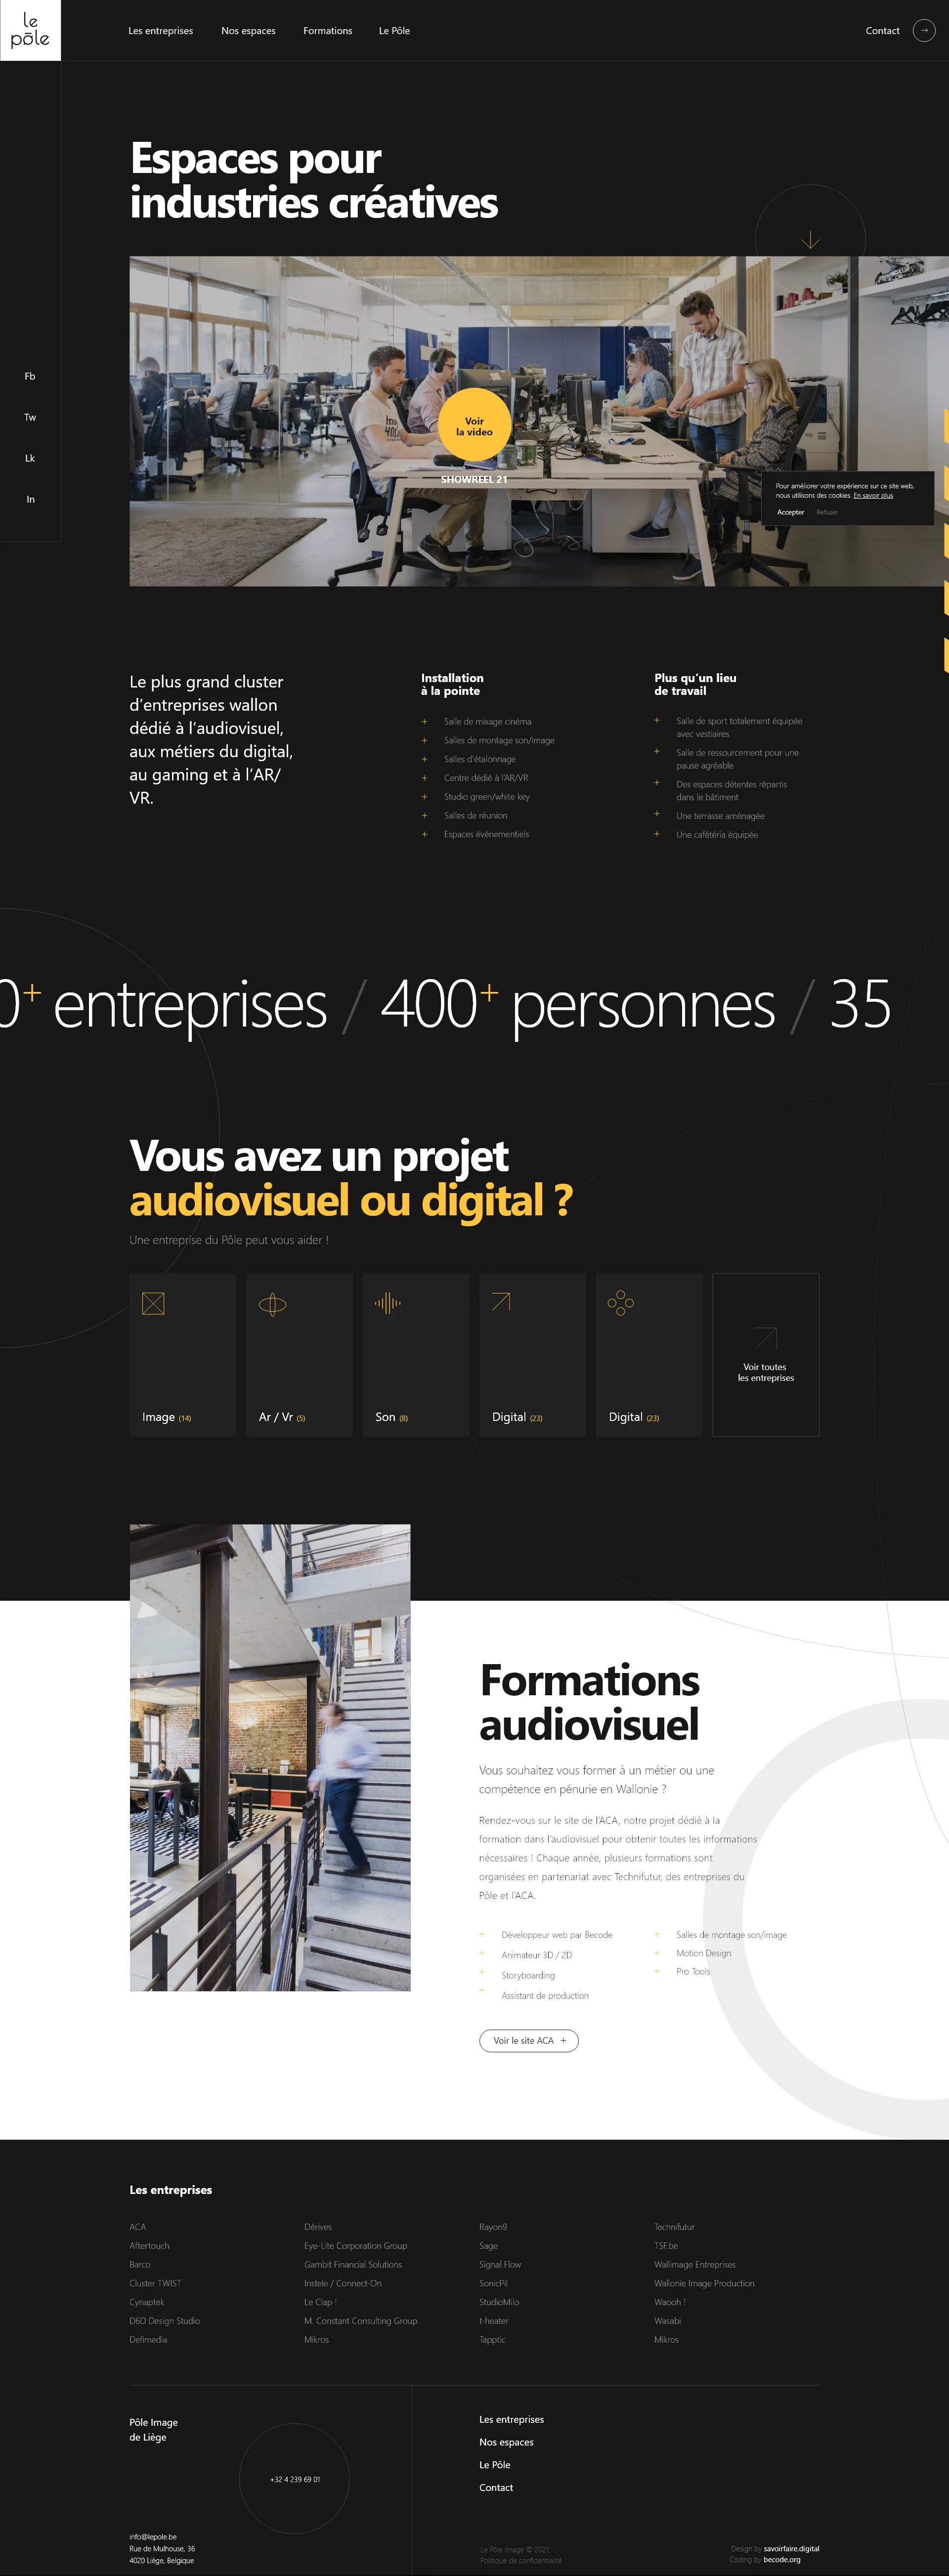 le
pôle
Les entreprises
Nos espaces
Formations
Le Pôle
Contact
Espaces pour
industries créatives
Fb
Tw
Lk
In
Voir
la video
SHOWREEL 21
Pour améliorer votre expérience sur ce site web,
nous utilisons des cookies. En savoir plus
Accepter
Refuser
Le plus grand cluster
d’entreprises wallon
dédié à l’audiovisuel,
aux métiers du digital,
au gaming et à l’AR/
VR.
Installation
à la pointe
+ Salle de mixage cinéma
+ Salles de montage son/image
+ Salles d’étalonnage
+ Centre dédié à l’AR/VR
+ Studio green/white key
+ Salles de réunion
+ Espaces événementiels
Plus qu’un lieu
de travail
+ Salle de sport totalement équipée
avec vestiaires
+ Salle de ressourcement pour une
pause agréable
+ Des espaces détentes répartis
dans le bâtiment
+ Une terrasse aménagée
+ Une cafétéria équipée
0+ entreprises / 400+ personnes / 35
Vous avez un projet
audiovisuel ou digital ?
Une entreprise du Pôle peut vous aider !
Image (14)
Ar / Vr (5)
Son (8)
Digital (23)
Digital (23)
Voir toutes
les entreprises
Formations
audiovisuel
Vous souhaitez vous former à un métier ou une
compétence en pénurie en Wallonie ?
Rendez-vous sur le site de l’ACA, notre projet dédié à la
formation dans l’audiovisuel pour obtenir toutes les informations
nécessaires ! Chaque année, plusieurs formations sont
organisées en partenariat avec Technifutur, des entreprises du
Pôle et l’ACA.
+ Développeur web par Becode
+ Animateur 3D / 2D
+ Storyboarding
+ Assistant de production
+ Salles de montage son/image
+ Motion Design
+ Pro Tools
Voir le site ACA +
Les entreprises
ACA
Aftertouch
Barco
Cluster TWIST
Cynaptek
D6D Design Studio
Defimedia
Dérives
Eye-Lite Corporation Group
Gambit Financial Solutions
Instele / Connect-On
Le Clap !
M. Constant Consulting Group
Mikros
Rayon9
Sage
Signal Flow
SonicPil
StudioMilo
t-heater
Tapptic
Technifutur
TSF.be
Wallimage Entreprises
Wallonie Image Production
Waooh !
Wasabi
Mikros
Pôle Image
de Liège
+32 4 239 69 01
info@lepole.be
Rue de Mulhouse, 36
4020 Liège, Belgique
Les entreprises
Nos espaces
Le Pôle
Contact
Le Pôle Image © 2021.
Politique de confidentialité
Design by savoirfaire.digital
Coding by becode.org